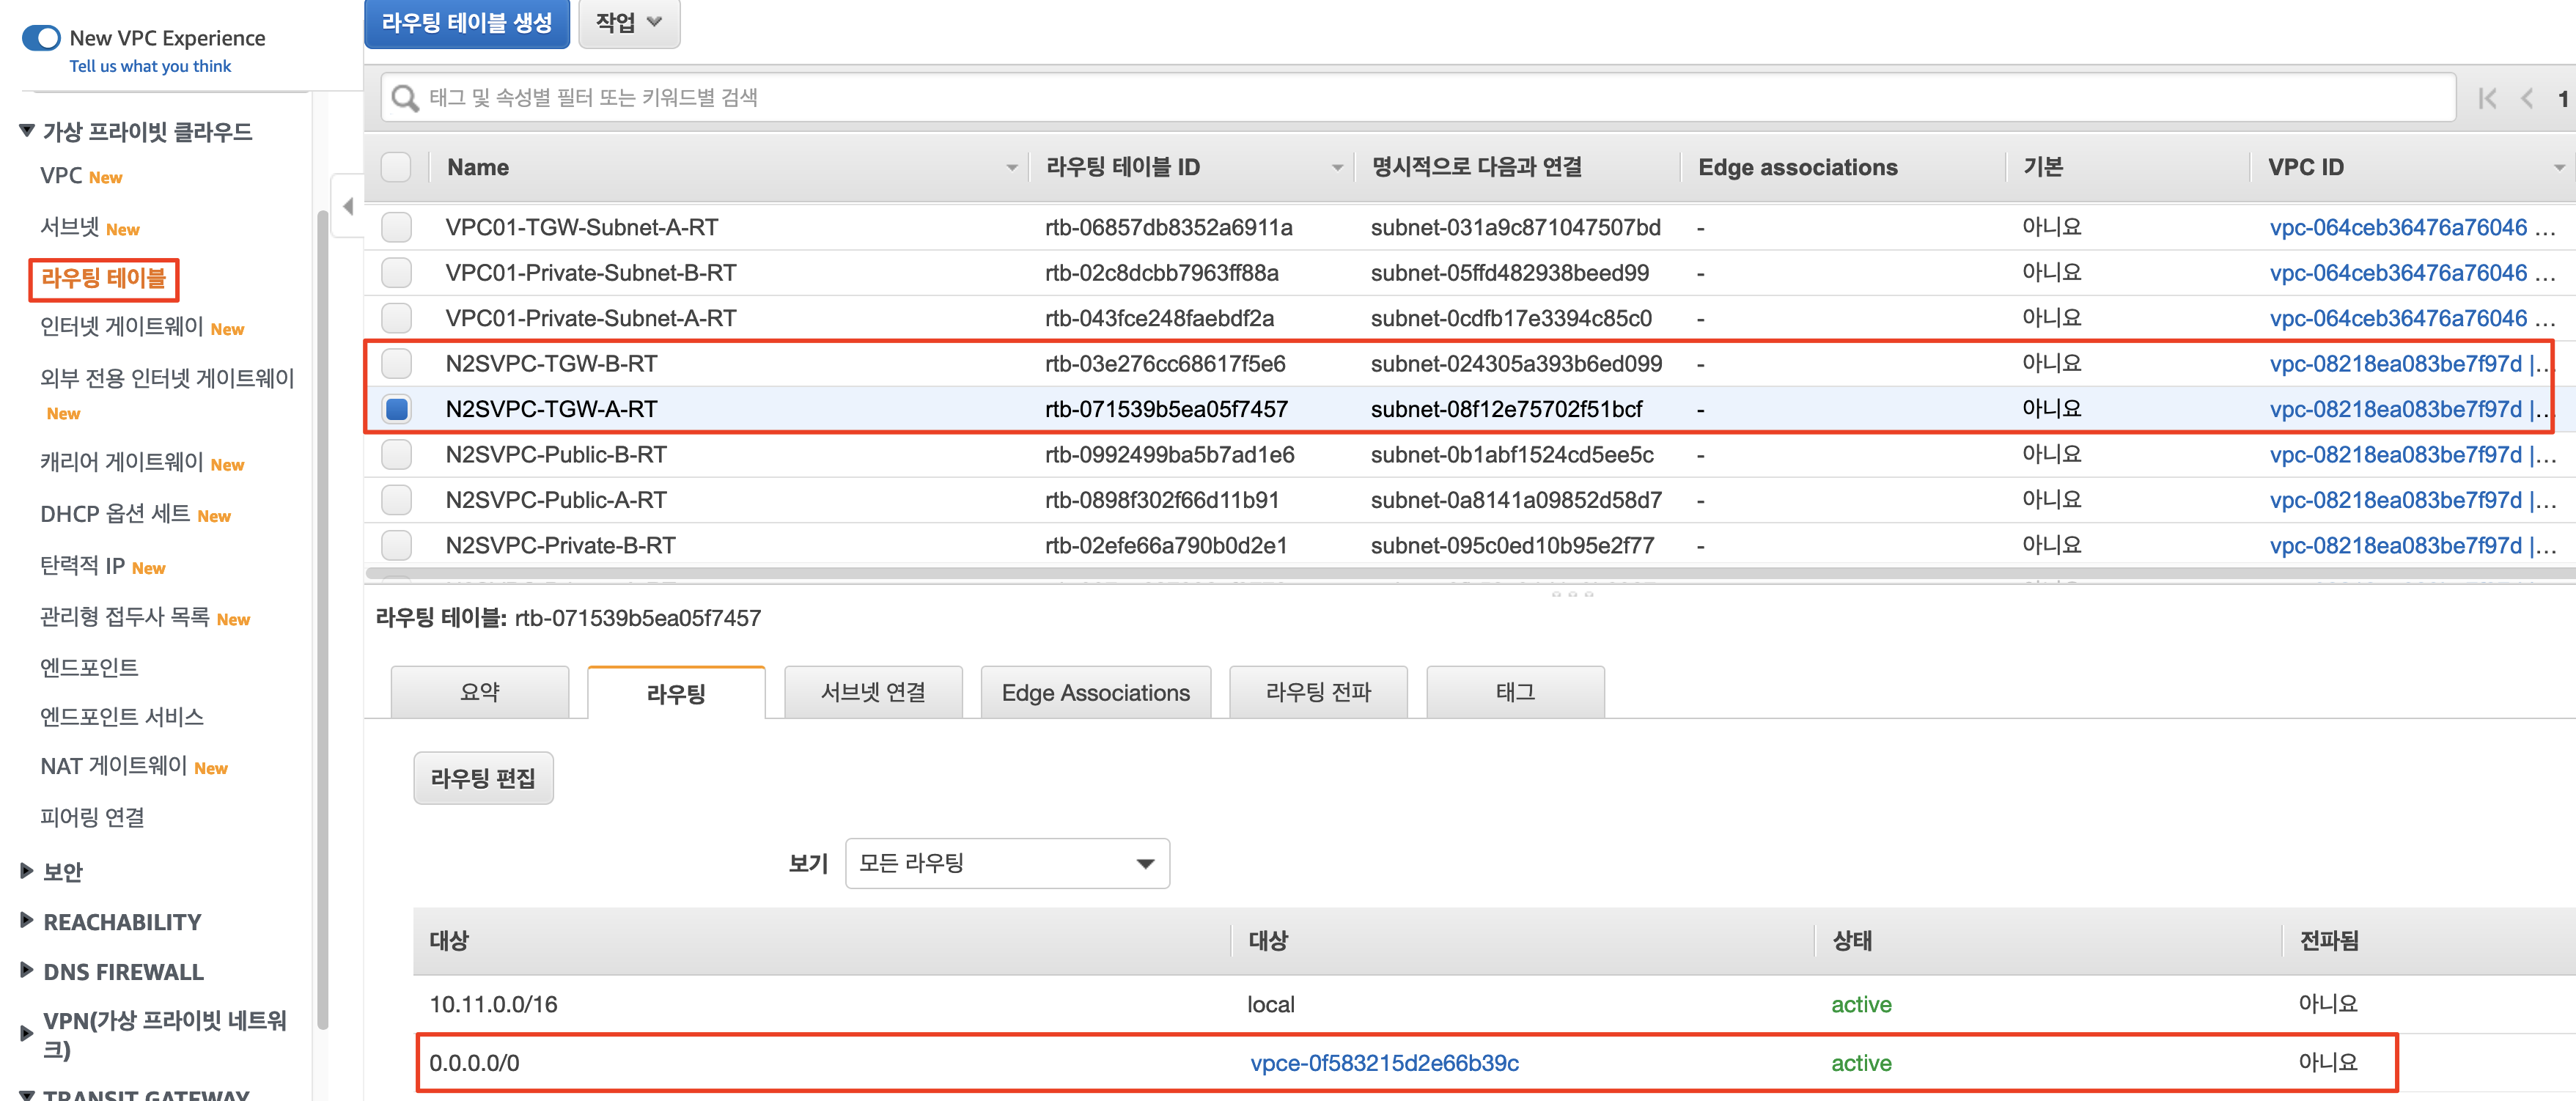 New VPC Experience
Tell us what you think
가상 프라이빗 클라우드
VPC New
서브넷 New
라우팅 테이블
인터넷 게이트웨이 New
외부 전용 인터넷 게이트웨이
New
캐리어 게이트웨이 New
DHCP 옵션 세트 New
탄력적 IP New
관리형 접두사 목록 New
엔드포인트
엔드포인트 서비스
NAT 게이트웨이 New
피어링 연결
보안
REACHABILITY
DNS FIREWALL
VPN(가상 프라이빗 네트워
크)
TRANSIT GATEWAY
라우팅 테이블 생성 작업
태그 및 속성별 필터 또는 키워드별 검색 1
Name 라우팅 테이블 ID 명시적으로 다음과 연결 Edge associations 기본 VPC ID
VPC01-TGW-Subnet-A-RT rtb-06857db8352a6911a subnet-031a9c871047507bd - 아니요 vpc-064ceb36476a76046 ...
VPC01-Private-Subnet-B-RT rtb-02c8dcbb7963ff88a subnet-05ffd482938beed99 - 아니요 vpc-064ceb36476a76046 ...
VPC01-Private-Subnet-A-RT rtb-043fce248faebdf2a subnet-0cdfb17e3394c85c0 - 아니요 vpc-064ceb36476a76046 ...
N2SVPC-TGW-B-RT rtb-03e276cc68617f5e6 subnet-024305a393b6ed099 - 아니요 vpc-08218ea083be7f97d |...
N2SVPC-TGW-A-RT rtb-071539b5ea05f7457 subnet-08f12e75702f51bcf - 아니요 vpc-08218ea083be7f97d |...
N2SVPC-Public-B-RT rtb-0992499ba5b7ad1e6 subnet-0b1abf1524cd5ee5c - 아니요 vpc-08218ea083be7f97d |...
N2SVPC-Public-A-RT rtb-0898f302f66d11b91 subnet-0a8141a09852d58d7 - 아니요 vpc-08218ea083be7f97d |...
N2SVPC-Private-B-RT rtb-02efe66a790b0d2e1 subnet-095c0ed10b95e2f77 - 아니요 vpc-08218ea083be7f97d |...
라우팅 테이블: rtb-071539b5ea05f7457
요약 라우팅 서브넷 연결 Edge Associations 라우팅 전파 태그
라우팅 편집
보기 모든 라우팅
대상 대상 상태 전파됨
10.11.0.0/16 local active 아니요
0.0.0.0/0 vpce-0f583215d2e66b39c active 아니요